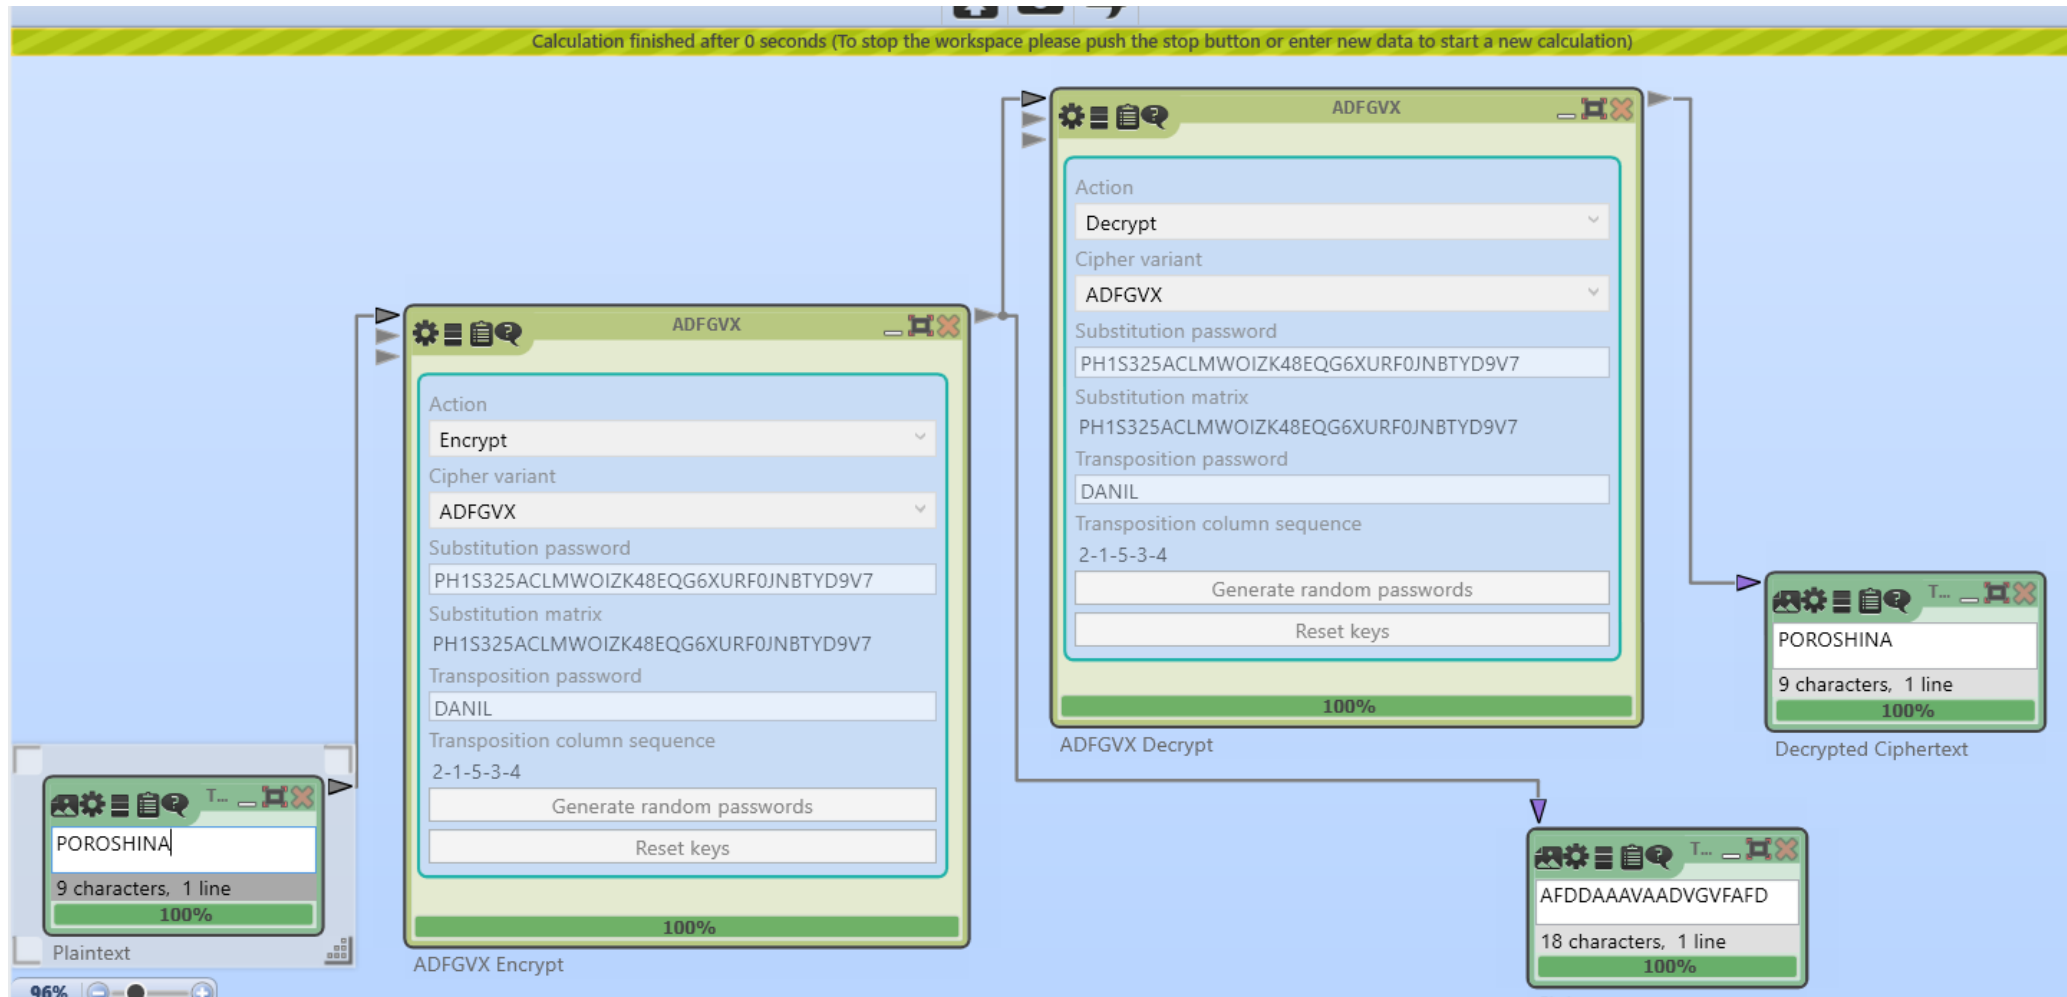 Calculation finished after 0 seconds (To stop the workspace please push the stop button or enter new data to start a new calculation)
ADFGVX
Action
Decrypt
Cipher variant
ADFGVX
Substitution password
PH1S325ACLMWOIZK48EQG6XURF0JNBTYD9V7
Substitution matrix
PH1S325ACLMWOIZK48EQG6XURF0JNBTYD9V7
Transposition password
DANIL
Transposition column sequence
2-1-5-3-4
Generate random passwords
Reset keys
100%
ADFGVX Decrypt
ADFGVX
Action
Encrypt
Cipher variant
ADFGVX
Substitution password
PH1S325ACLMWOIZK48EQG6XURF0JNBTYD9V7
Substitution matrix
PH1S325ACLMWOIZK48EQG6XURF0JNBTYD9V7
Transposition password
DANIL
Transposition column sequence
2-1-5-3-4
Generate random passwords
Reset keys
100%
ADFGVX Encrypt
T...
POROSHINA
9 characters, 1 line
100%
Decrypted Ciphertext
T...
POROSHINA
9 characters, 1 line
100%
Plaintext
T...
AFDDAAAVAADVGVFAFD
18 characters, 1 line
100%
96%